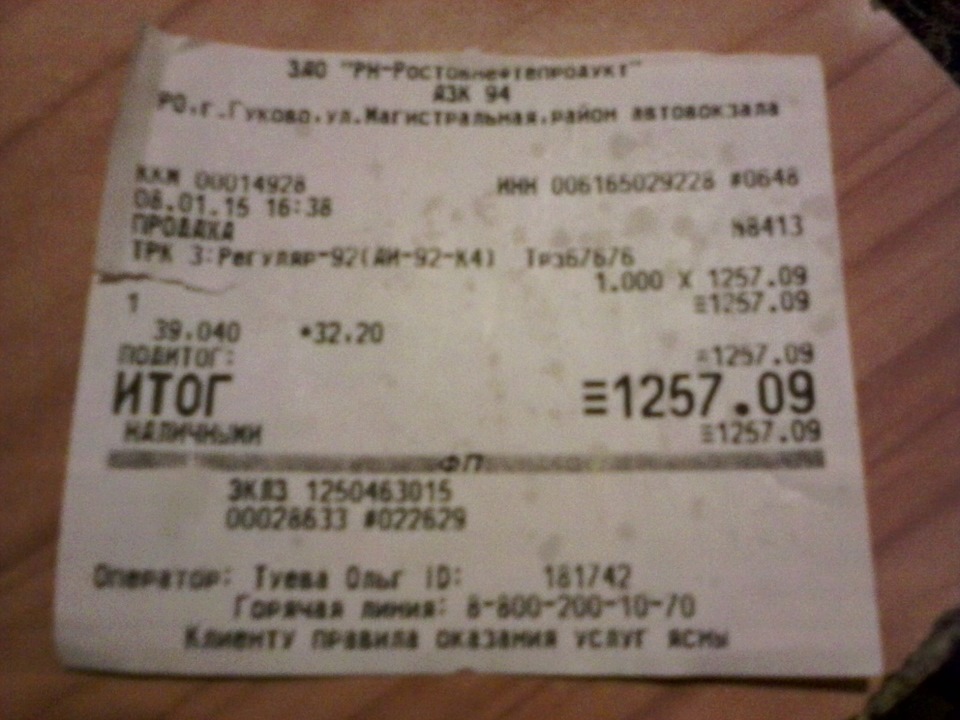 ЗАО "РН-Ростовнефтепродукт"
АЗК 94
РО.г.Гуково.ул.Магистральная.район автовокзала
ККМ 00014928 ИНН 006165029228 #0648
08.01.15 16:38
ПРОДАЖА №8413
ТРК 3:Регуляр-92(АИ-92-К4) Трз67676
1.000 X 1257.09
1 ≡1257.09
39.040 *32.20
ПОДИТОГ: ≡1257.09
ИТОГ ≡1257.09
НАЛИЧНЫМИ ≡1257.09
ФП
ЭКЛЗ 1250463015
00028633 #022629
Оператор: Туева Ольг ID: 181742
Горячая линия: 8-800-200-10-70
Клиенту правила оказания услуг ясны